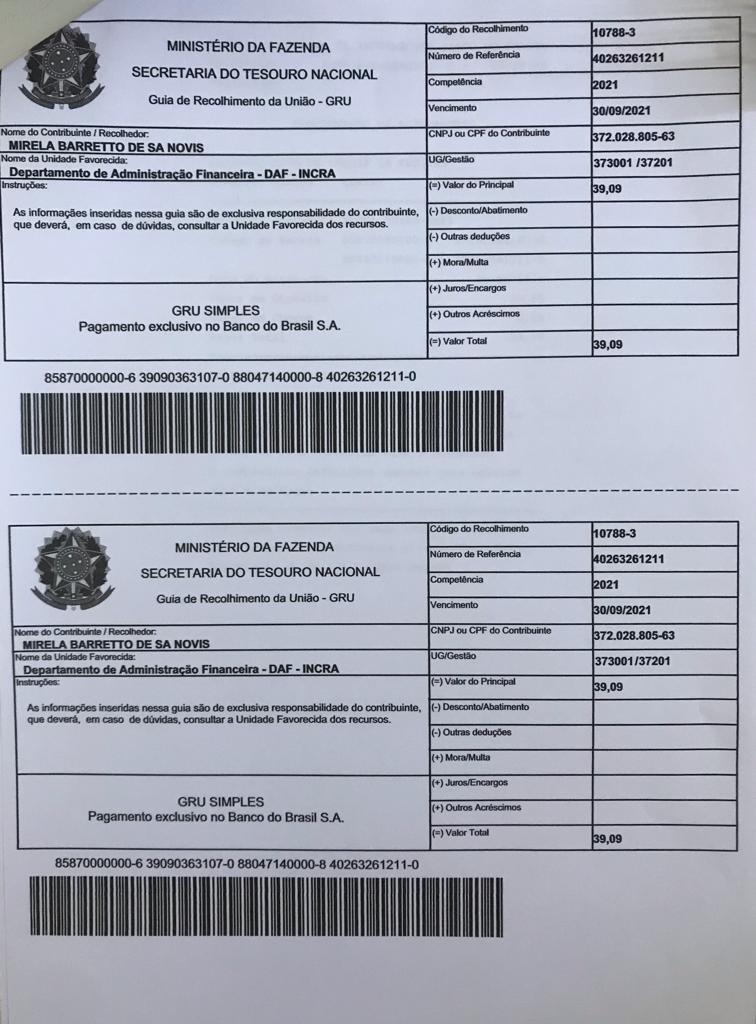 MINISTÉRIO DA FAZENDA
SECRETARIA DO TESOURO NACIONAL
Guia de Recolhimento da União - GRU
Código do Recolhimento 10788-3
Número de Referência 40263261211
Competência 2021
Vencimento 30/09/2021
Nome do Contribuinte / Recolhedor:
MIRELA BARRETTO DE SA NOVIS
CNPJ ou CPF do Contribuinte 372.028.805-63
Nome da Unidade Favorecida:
Departamento de Administração Financeira - DAF - INCRA
UG/Gestão 373001 /37201
Instruções:
As informações inseridas nessa guia são de exclusiva responsabilidade do contribuinte,
que deverá, em caso de dúvidas, consultar a Unidade Favorecida dos recursos.
(=) Valor do Principal 39,09
(-) Desconto/Abatimento
(-) Outras deduções
(+) Mora/Multa
GRU SIMPLES
Pagamento exclusivo no Banco do Brasil S.A.
(+) Juros/Encargos
(+) Outros Acréscimos
(=) Valor Total 39,09
85870000000-6 39090363107-0 88047140000-8 40263261211-0
MINISTÉRIO DA FAZENDA
SECRETARIA DO TESOURO NACIONAL
Guia de Recolhimento da União - GRU
Código do Recolhimento 10788-3
Número de Referência 40263261211
Competência 2021
Vencimento 30/09/2021
Nome do Contribuinte / Recolhedor:
MIRELA BARRETTO DE SA NOVIS
CNPJ ou CPF do Contribuinte 372.028.805-63
Nome da Unidade Favorecida:
Departamento de Administração Financeira - DAF - INCRA
UG/Gestão 373001/37201
Instruções:
As informações inseridas nessa guia são de exclusiva responsabilidade do contribuinte,
que deverá, em caso de dúvidas, consultar a Unidade Favorecida dos recursos.
(=) Valor do Principal 39,09
(-) Desconto/Abatimento
(-) Outras deduções
(+) Mora/Multa
GRU SIMPLES
Pagamento exclusivo no Banco do Brasil S.A.
(+) Juros/Encargos
(+) Outros Acréscimos
(=) Valor Total 39,09
85870000000-6 39090363107-0 88047140000-8 40263261211-0